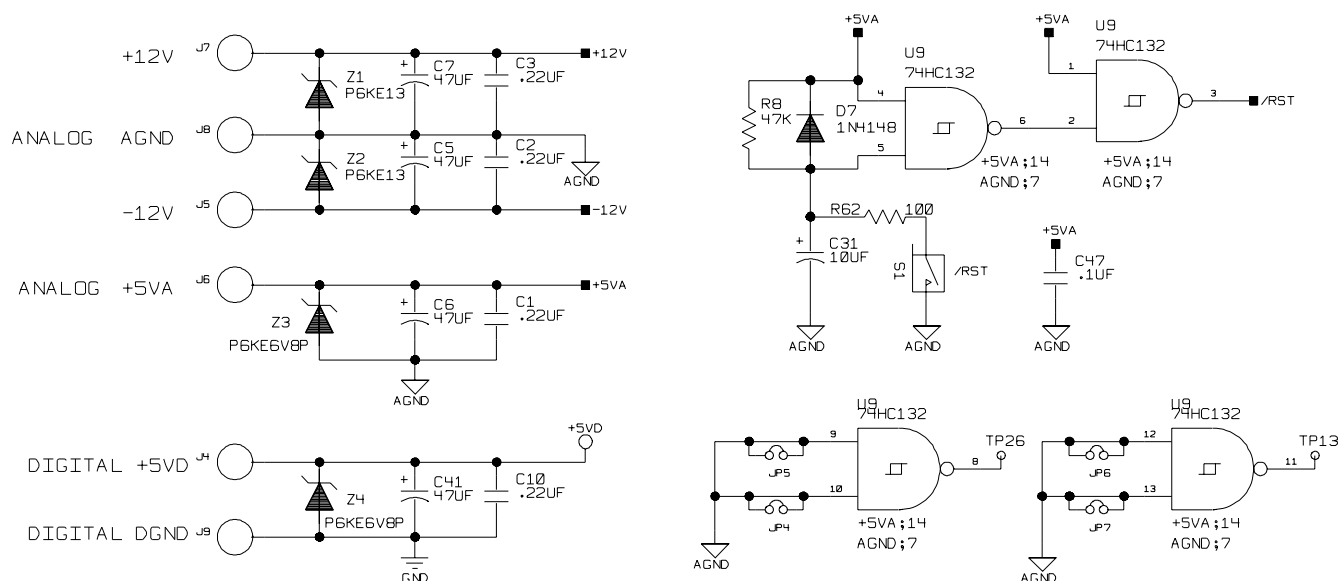 +12V J7 +12V
Z1 P6KE13
C7 47UF
C3 .22UF
ANALOG AGND J8
Z2 P6KE13
C5 47UF
C2 .22UF
AGND
-12V J5 -12V
ANALOG +5VA J6 +5VA
Z3 P6KE6V8P
C6 47UF
C1 .22UF
AGND
+5VD
DIGITAL +5VD J4
Z4 P6KE6V8P
C41 47UF
C10 .22UF
DIGITAL DGND J9
GND
+5VA
+5VA
U9
74HC132
U9
74HC132
R8
47K
D7
1N4148
4
5
6
1
2
3
/RST
+5VA;14
AGND;7
+5VA;14
AGND;7
R62 100
C31
10UF
S1
/RST
+5VA
C47
.1UF
AGND
AGND
AGND
U9
74HC132
9
10
8
TP26
JP5
JP4
+5VA;14
AGND;7
AGND
U9
74HC132
12
13
11
TP13
JP6
JP7
+5VA;14
AGND;7
AGND